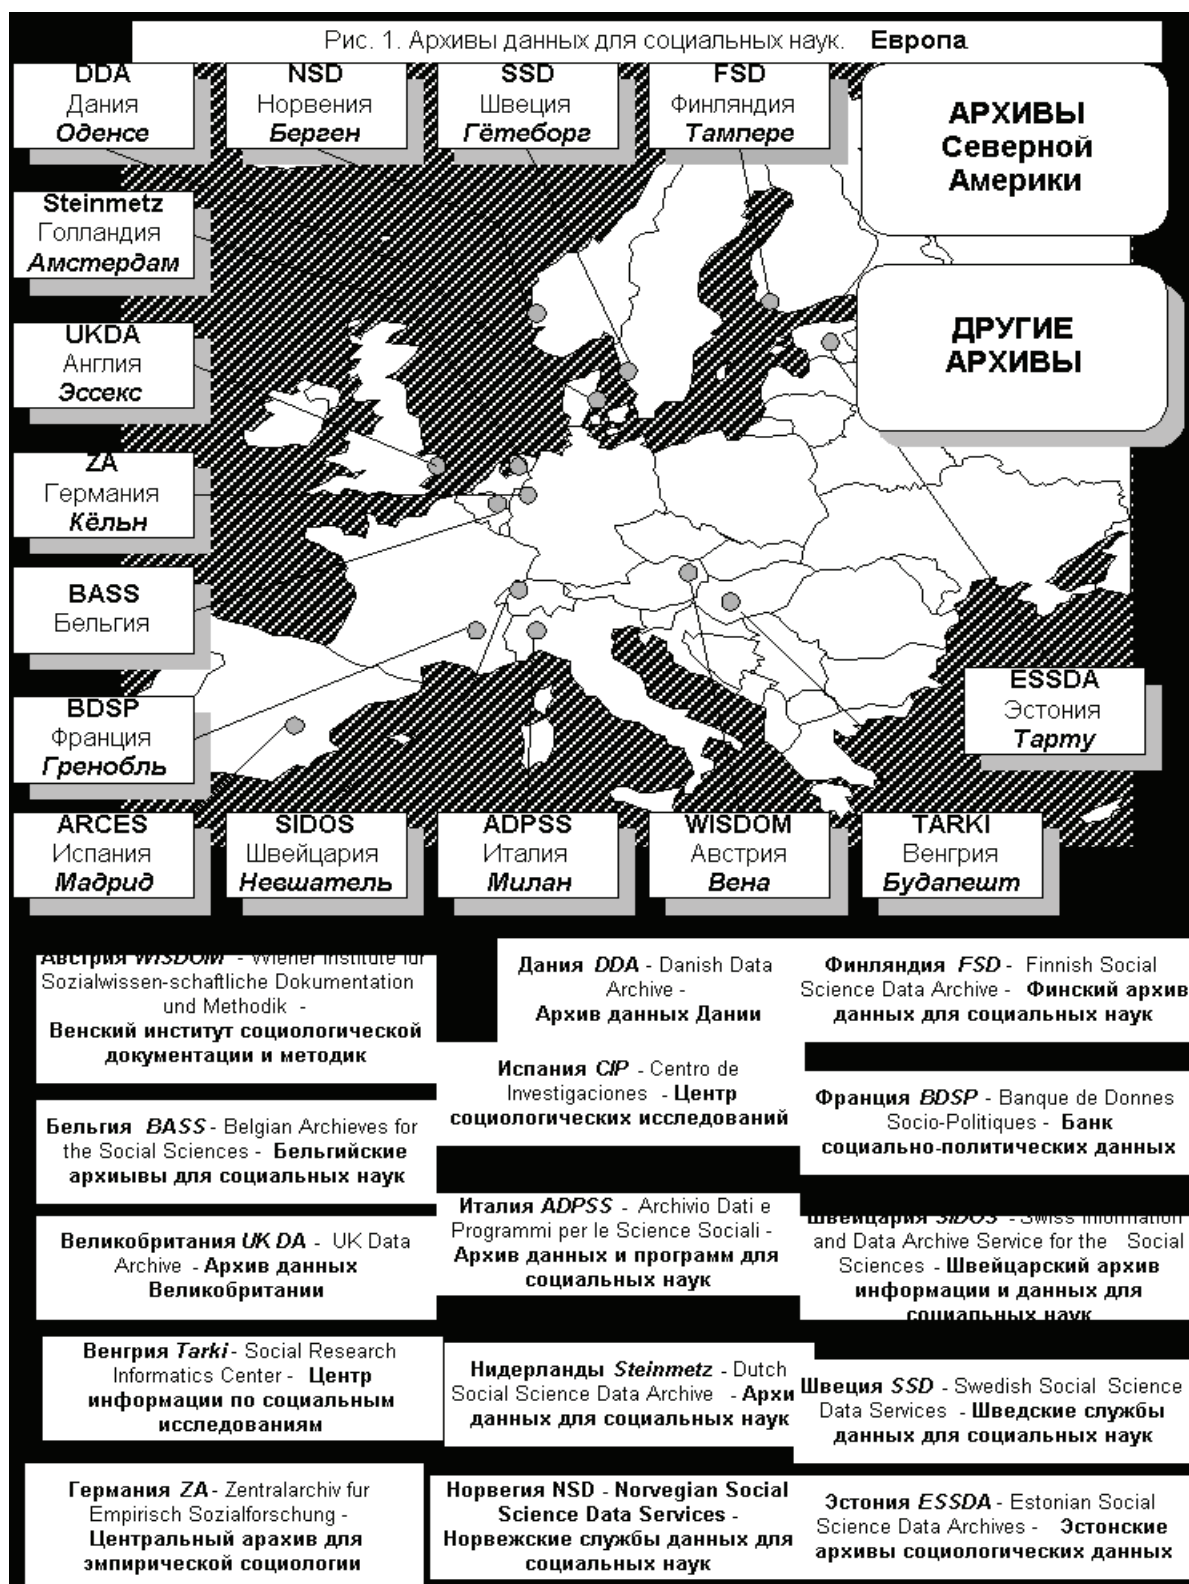 Рис. 1. Архивы данных для социальных наук. Европа
DDA
Дания
Оденсе
NSD
Норвения
Берген
SSD
Швеция
Гётеборг
FSD
Финляндия
Тампере
АРХИВЫ
Северной
Америки
Steinmetz
Голландия
Амстердам
ДРУГИЕ
АРХИВЫ
UKDA
Англия
Эссекс
ZA
Германия
Кёльн
BASS
Бельгия
BDSP
Франция
Гренобль
ESSDA
Эстония
Тарту
ARCES
Испания
Мадрид
SIDOS
Швейцария
Невшатель
ADPSS
Италия
Милан
WISDOM
Австрия
Вена
TARKI
Венгрия
Будапешт
Австрия WISDOM - Wiener Institute fur
Sozialwissen-schaftliche Dokumentation
und Methodik -
Венский институт социологической
документации и методик
Дания DDA - Danish Data
Archive -
Архив данных Дании
Финляндия FSD - Finnish Social
Science Data Archive - Финский архив
данных для социальных наук
Испания CIP - Centro de
Investigaciones - Центр
социологических исследований
Франция BDSP - Banque de Donnes
Socio-Politiques - Банк
социально-политических данных
Бельгия BASS - Belgian Archieves for
the Social Sciences - Бельгийские
архиывы для социальных наук
Италия ADPSS - Archivio Dati e
Programmi per le Science Sociali -
Архив данных и программ для
социальных наук
Швейцария SIDOS - Swiss Information
and Data Archive Service for the Social
Sciences - Швейцарский архив
информации и данных для
социальных наук
Великобритания UK DA - UK Data
Archive - Архив данных
Великобритании
Венгрия Tarki - Social Research
Informatics Center - Центр
информации по социальным
исследованиям
Нидерланды Steinmetz - Dutch
Social Science Data Archive - Архи
данных для социальных наук
Швеция SSD - Swedish Social Science
Data Services - Шведские службы
данных для социальных наук
Германия ZA - Zentralarchiv fur
Empirisch Sozialforschung -
Центральный арахив для
эмпирической социологии
Норвегия NSD - Norvegian Social
Science Data Services -
Норвежские службы данных для
социальных наук
Эстония ESSDA - Estonian Social
Science Data Archives - Эстонские
архивы социологических данных